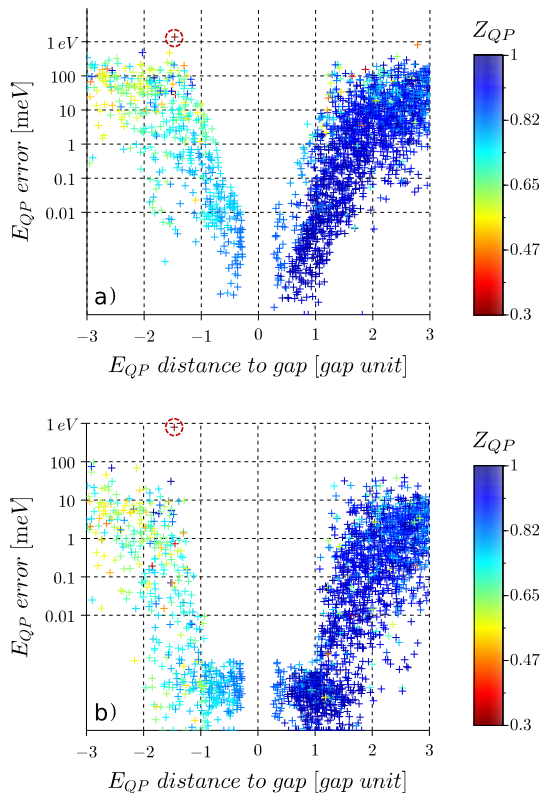 Z_QP
1 eV
100
10
1
0.1
0.01
E_QP error [meV]
a)
−3 −2 −1 0 1 2 3
E_QP distance to gap [gap unit]
1
0.82
0.65
0.47
0.3
Z_QP
1 eV
100
10
1
0.1
0.01
E_QP error [meV]
b)
−3 −2 −1 0 1 2 3
E_QP distance to gap [gap unit]
1
0.82
0.65
0.47
0.3